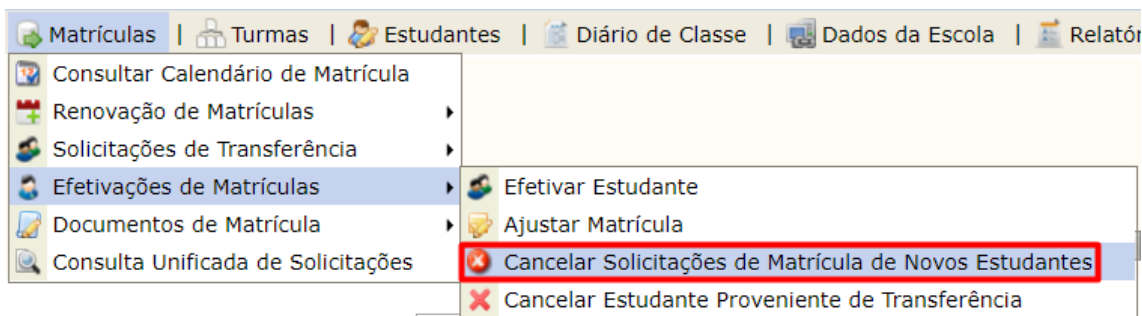 Matrículas | Turmas | Estudantes | Diário de Classe | Dados da Escola | Relatór
Consultar Calendário de Matrícula
Renovação de Matrículas
Solicitações de Transferência
Efetivações de Matrículas
Documentos de Matrícula
Consulta Unificada de Solicitações
Efetivar Estudante
Ajustar Matrícula
Cancelar Solicitações de Matrícula de Novos Estudantes
Cancelar Estudante Proveniente de Transferência